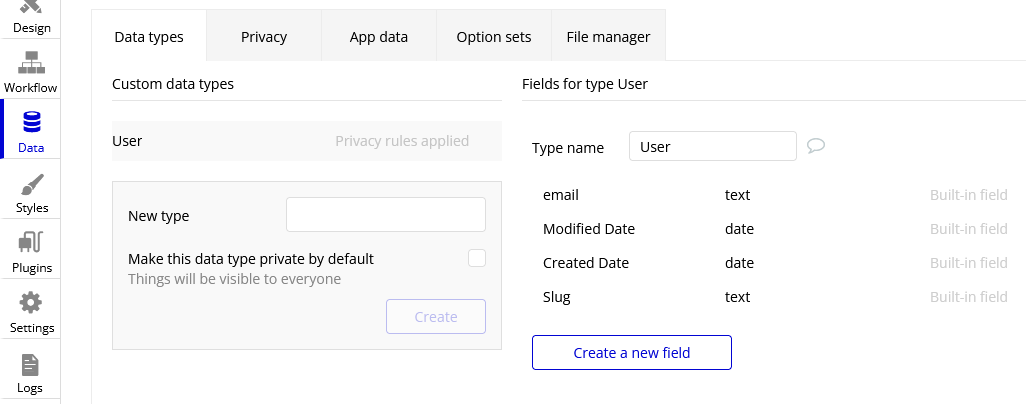 Design
Workflow
Data
Styles
Plugins
Settings
Logs
Data types Privacy App data Option sets File manager
Custom data types
User Privacy rules applied
New type
Make this data type private by default
Things will be visible to everyone
Create
Fields for type User
Type name User
email text Built-in field
Modified Date date Built-in field
Created Date date Built-in field
Slug text Built-in field
Create a new field